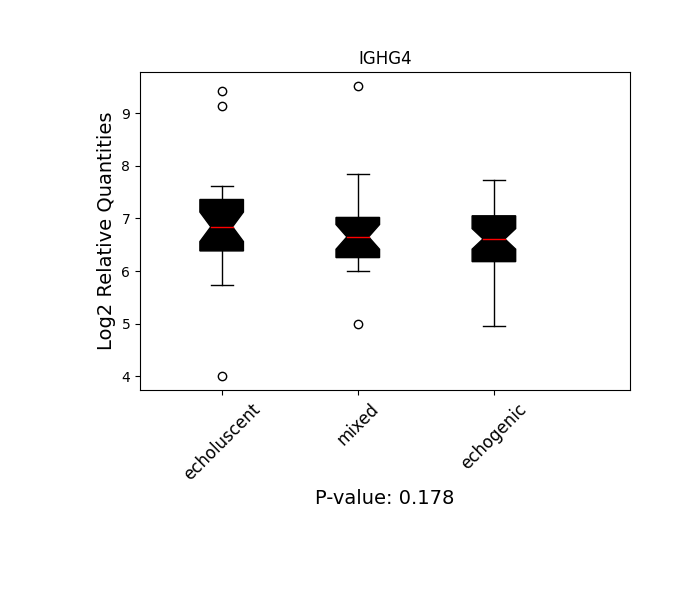 IGHG4
Log2 Relative Quantities
9
8
7
6
5
4
echoluscent
mixed
echogenic
P-value: 0.178